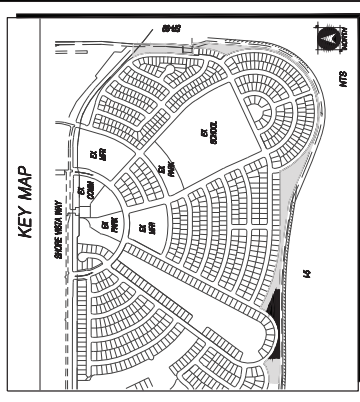 KEY MAP
SHORE VISTA WAY
EX
MFR
EX
COMM
EX
PARK
EX
MFR
EX
PARK
EX
SCHOOL
I-5
NORTH
NTS